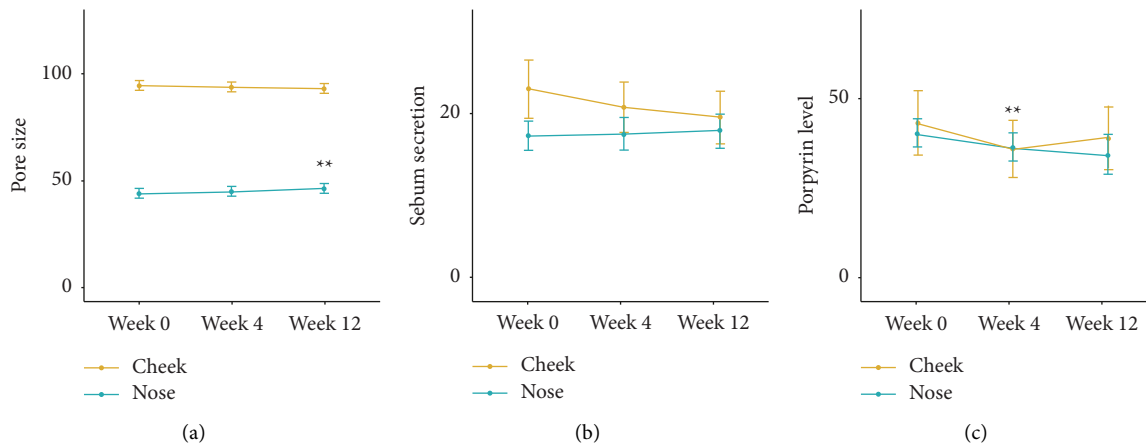 Pore size
100
50
0
**
Week 0
Week 4
Week 12
Cheek
Nose
(a)
Sebum secretion
20
0
Week 0
Week 4
Week 12
Cheek
Nose
(b)
Porpyrin level
50
0
**
Week 0
Week 4
Week 12
Cheek
Nose
(c)